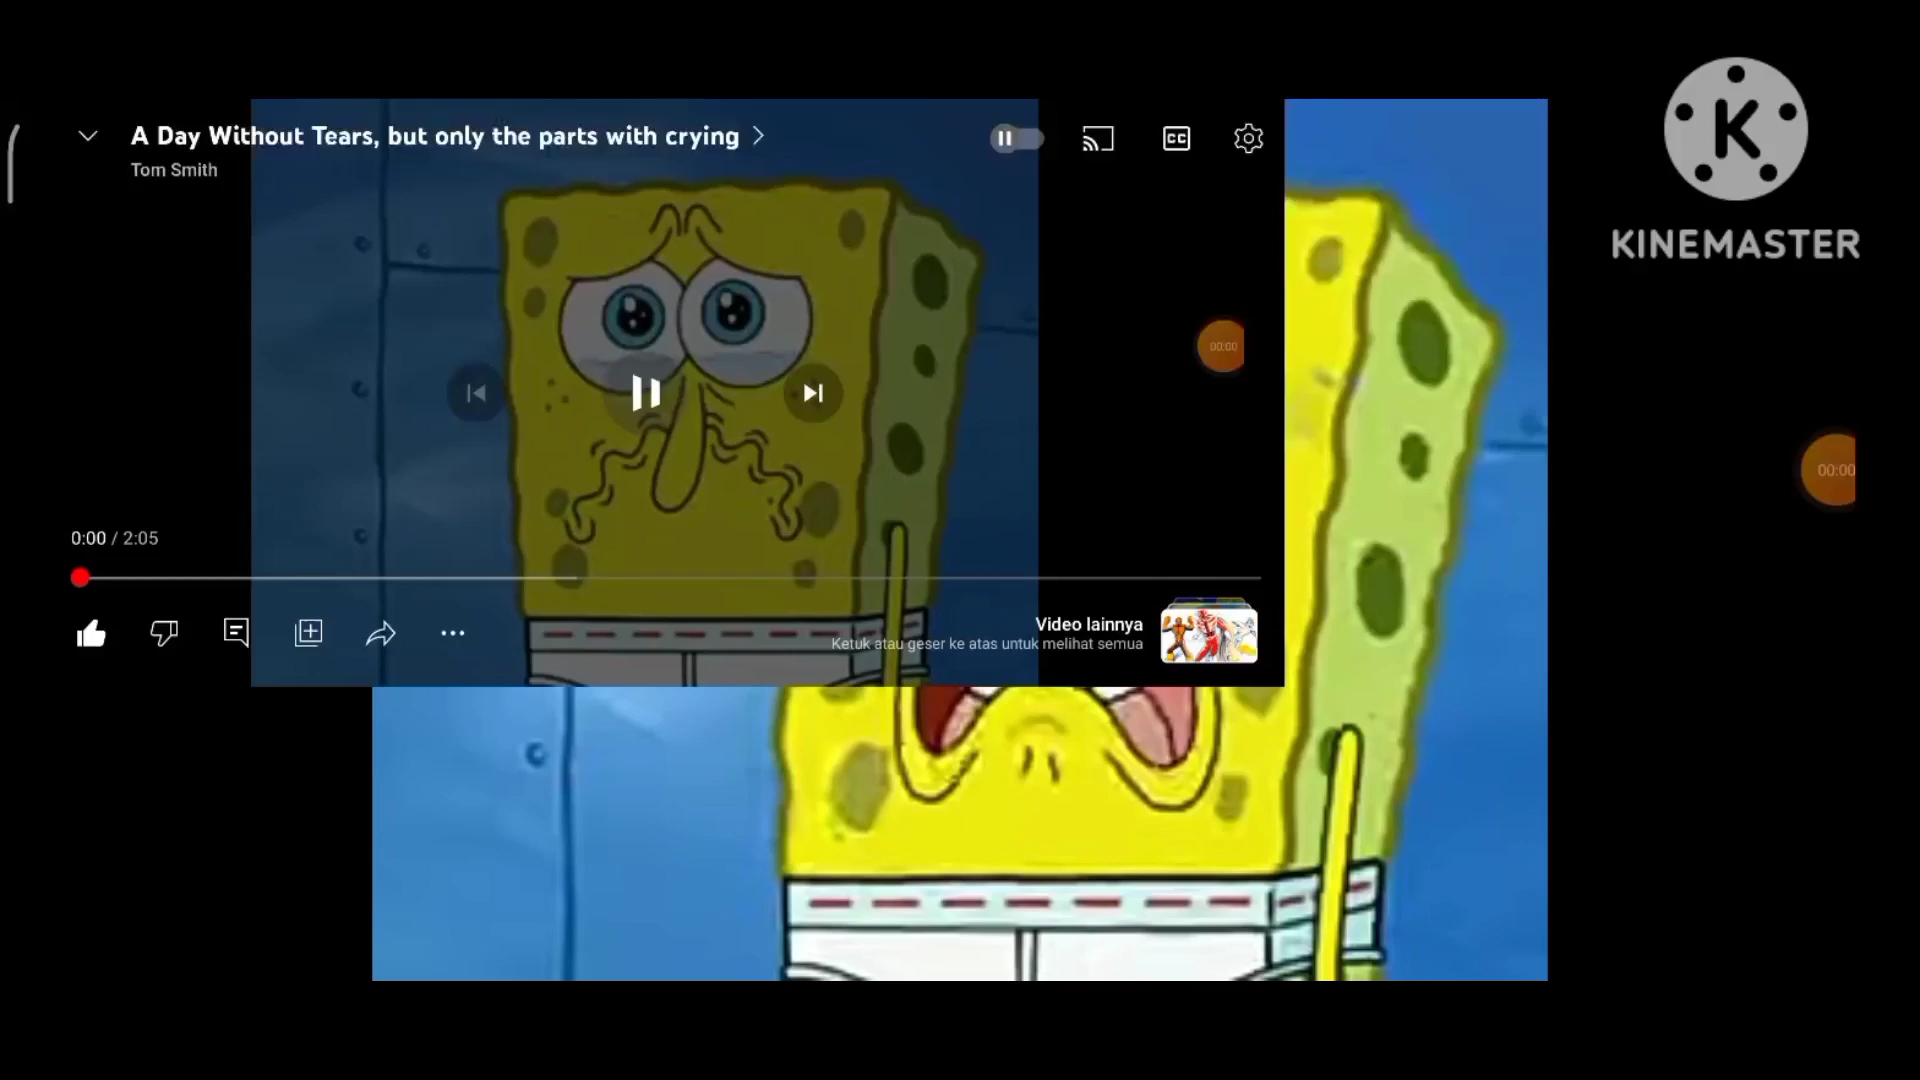 A Day Without Tears, but only the parts with crying
Tom Smith
CC
K
KINEMASTER
00:00
00:00
0:00 / 2:05
Video lainnya
Ketuk atau geser ke atas untuk melihat semua